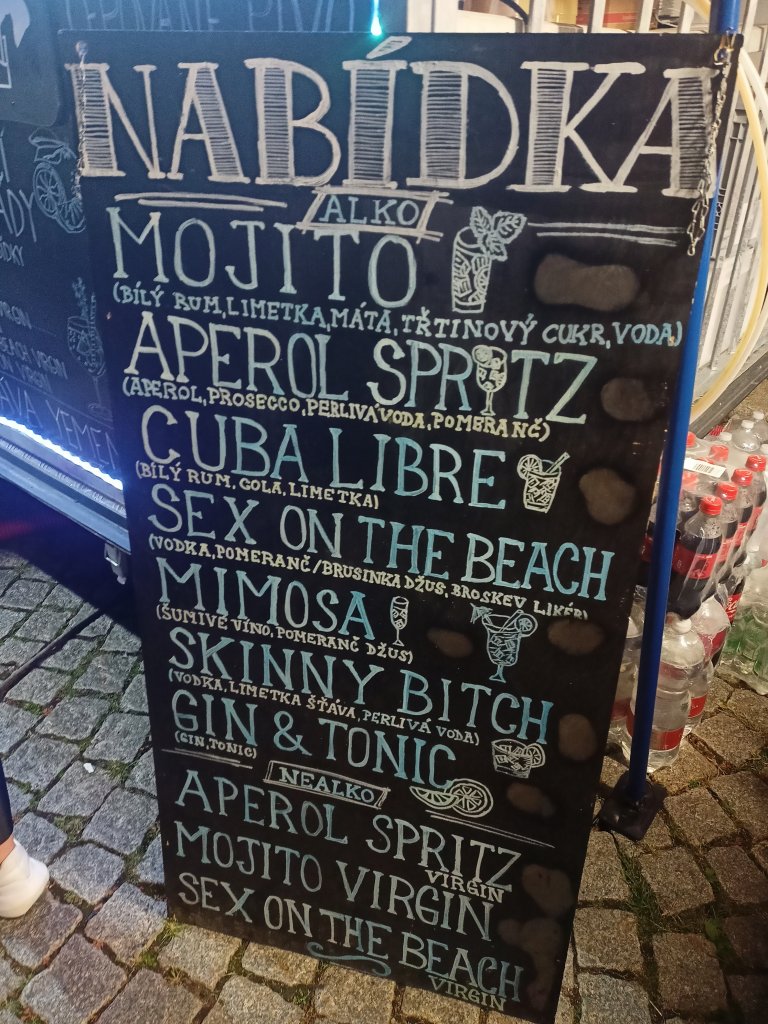 ČEPOVANÉ PIVO
NABÍDKA
ALKO
MOJITO
(BÍLÝ RUM, LIMETKA, MÁTA, TŘTINOVÝ CUKR, VODA)
APEROL SPRITZ
(APEROL, PROSECCO, PERLIVÁ VODA, POMERANČ)
CUBA LIBRE
(BÍLÝ RUM, COLA, LIMETKA)
SEX ON THE BEACH
(VODKA, POMERANČ/BRUSINKA DŽUS, BROSKEV LIKÉR)
MIMOSA
(ŠUMIVÉ VÍNO, POMERANČ DŽUS)
SKINNY BITCH
(VODKA, LIMETKA ŠŤÁVA, PERLIVÁ VODA)
GIN & TONIC
(GIN, TONIC)
NEALKO
APEROL SPRITZ
VIRGIN
MOJITO VIRGIN
SEX ON THE BEACH
VIRGIN